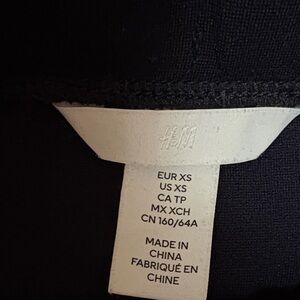 H&M
EUR XS
US XS
CA TP
MX XCH
CN 160/64A
MADE IN
CHINA
FABRIQUÉ EN
CHINE